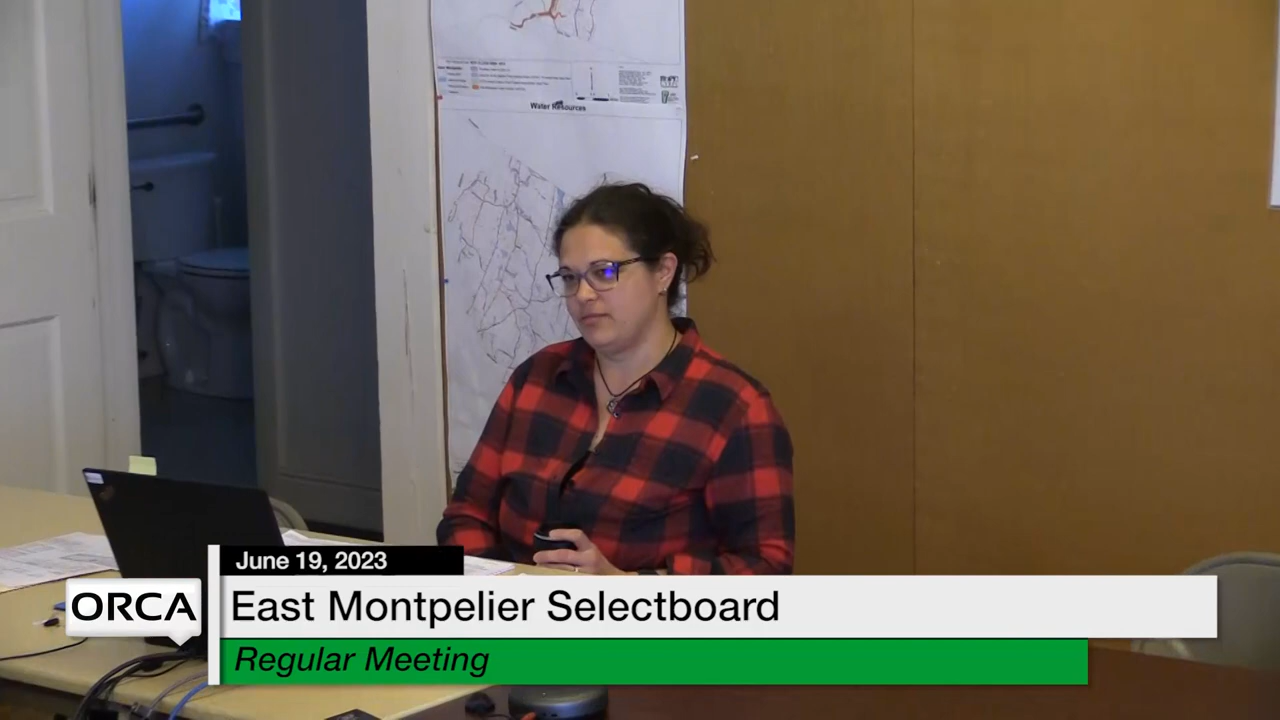 Water Resources
June 19, 2023
ORCA
East Montpelier Selectboard
Regular Meeting